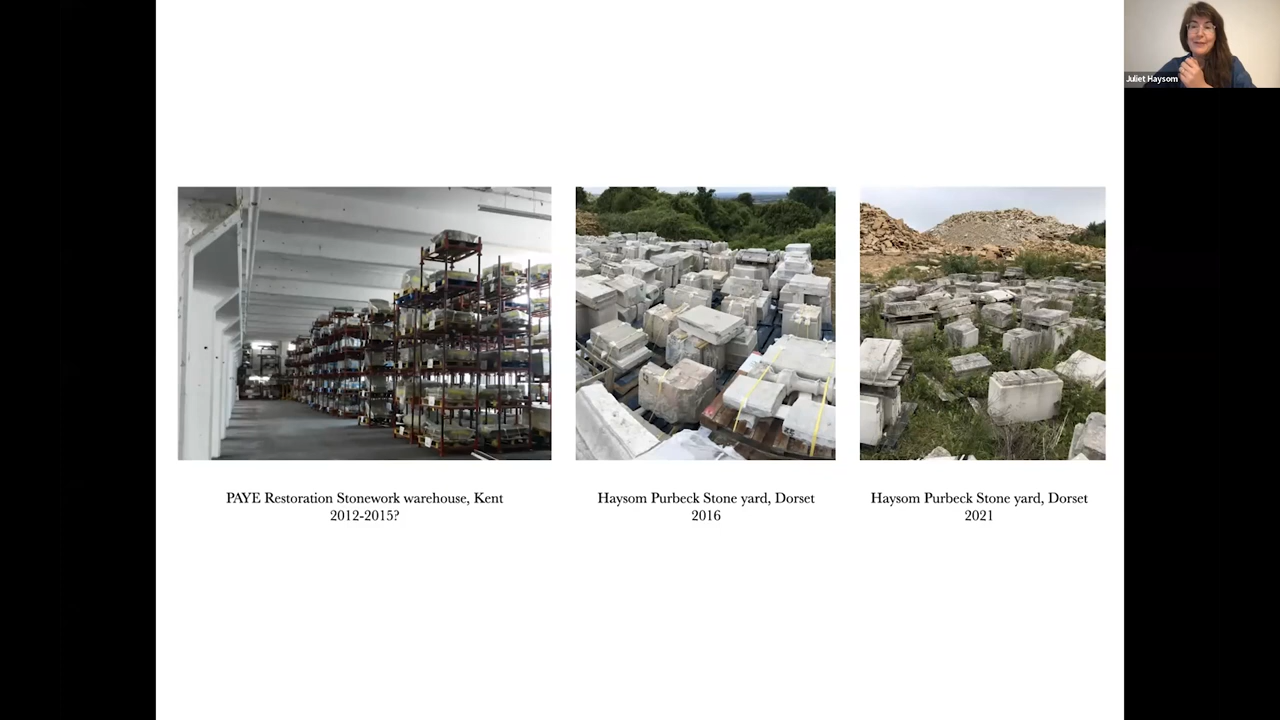 Juliet Haysom
PAYE Restoration Stonework warehouse, Kent
2012-2015?
Haysom Purbeck Stone yard, Dorset
2016
Haysom Purbeck Stone yard, Dorset
2021